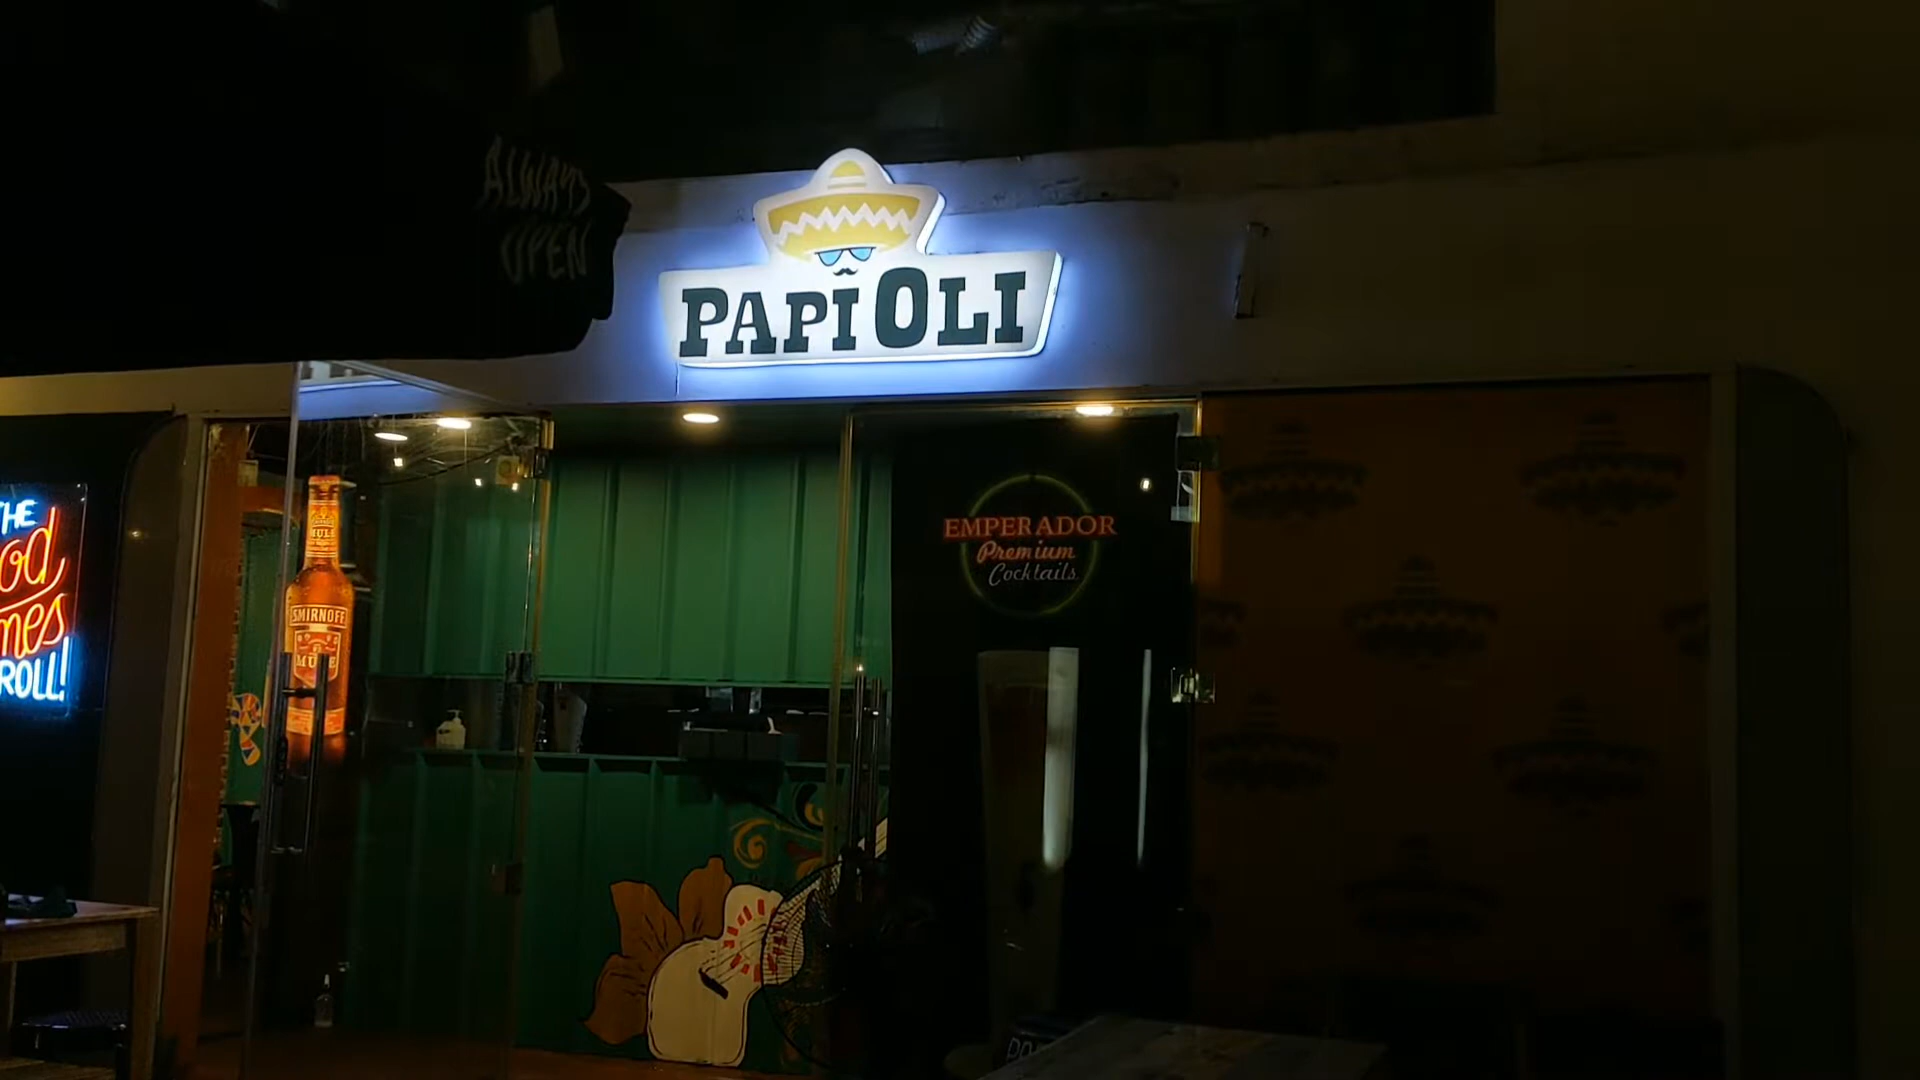 ALWAYS
OPEN
PAPI OLI
THE
ROLL!
EMPERADOR
Premium
Cocktails
SMIRNOFF
MULE